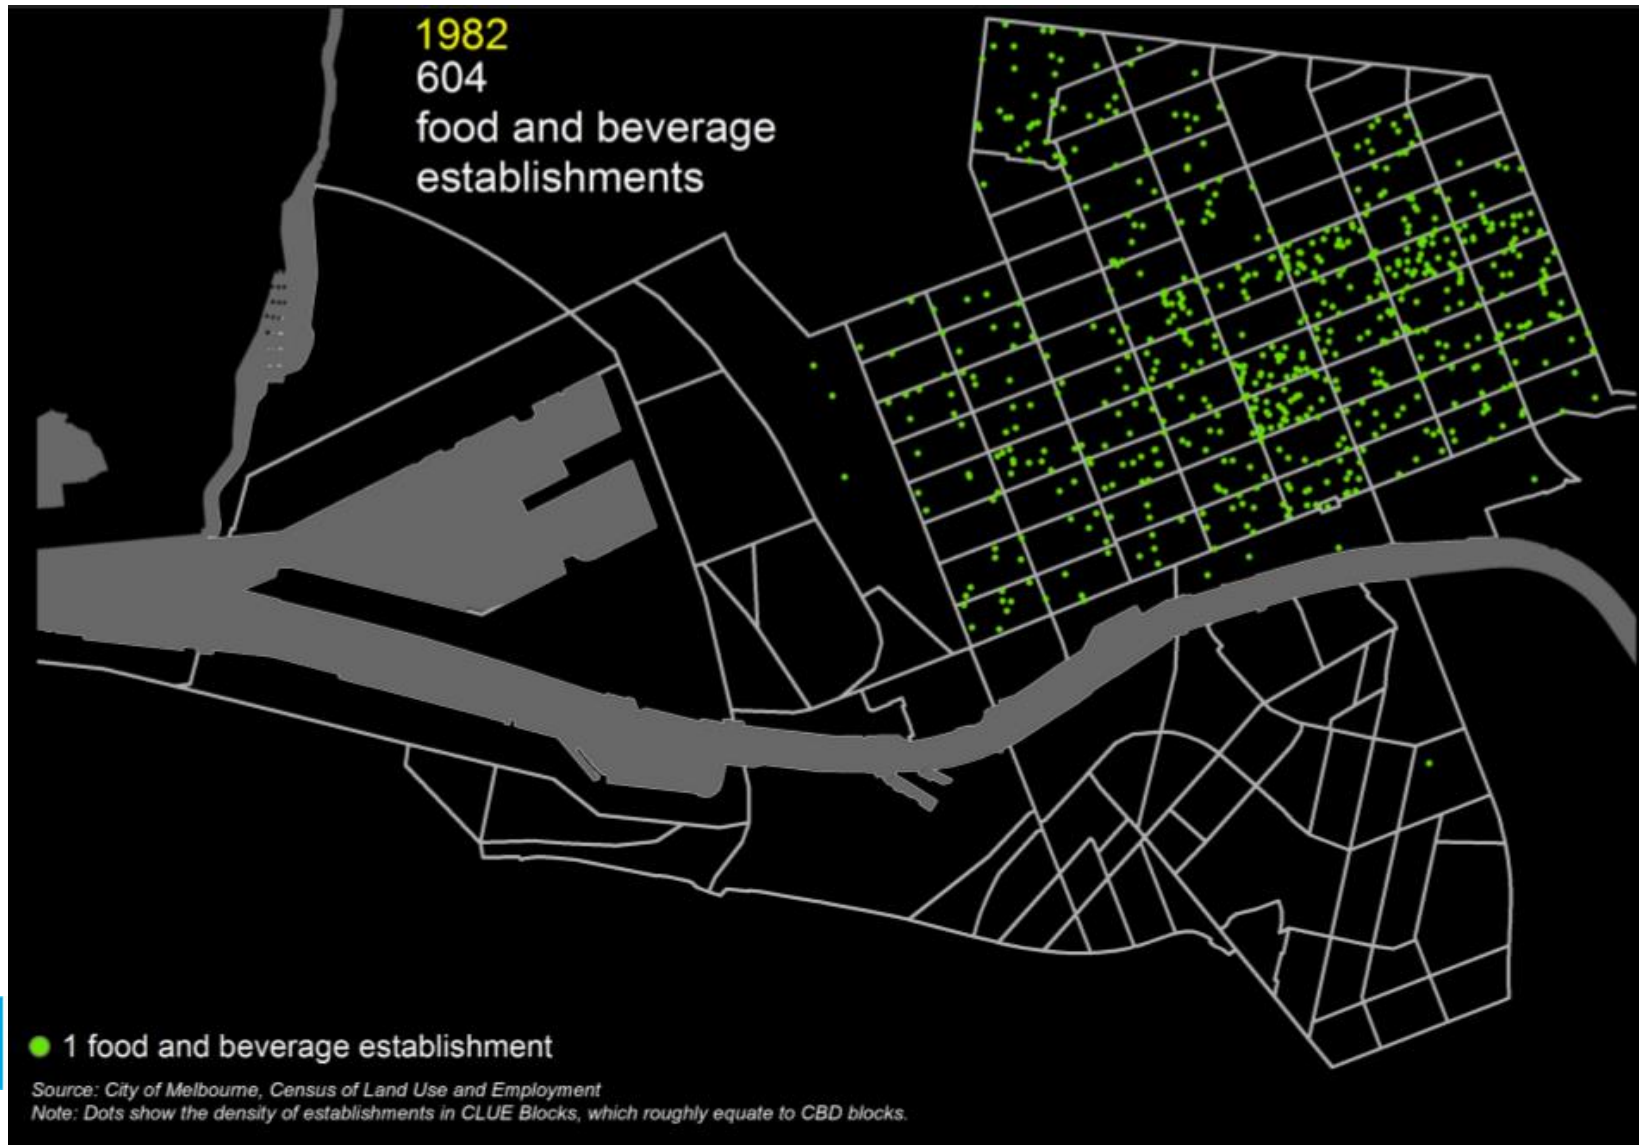 1982
604
food and beverage
establishments
1 food and beverage establishment
Source: City of Melbourne, Census of Land Use and Employment
Note: Dots show the density of establishments in CLUE Blocks, which roughly equate to CBD blocks.